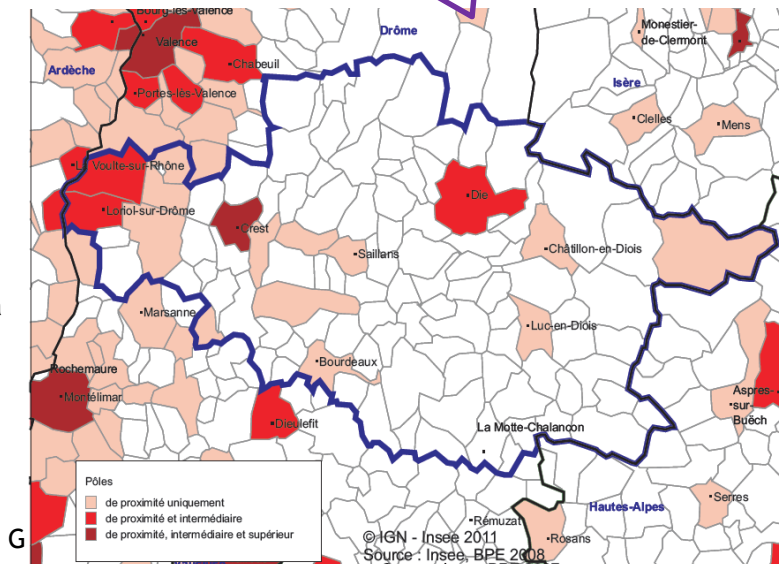 Bourg-lès-Valence
Valence
Drôme
Monestier-
de-Clermont
Ardèche
Chabeuil
Isère
Portes-lès-Valence
Clelles
Mens
La Voulte-sur-Rhône
Die
Loriol-sur-Drôme
Crest
Saillans
Châtillon-en-Diois
Marsanne
Luc-en-Diois
Bourdeaux
Rochemaure
Montélimar
Aspres-
sur-
Buëch
Dieulefit
La Motte-Chalancon
Pôles
de proximité uniquement
de proximité et intermédiaire
de proximité, intermédiaire et supérieur
Hautes-Alpes
Serres
Rémuzat
Rosans
G
© IGN - Insee 2011
Source : Insee, BPE 2008